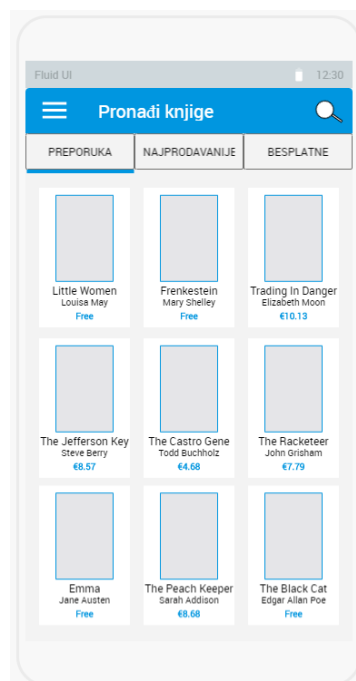 Fluid UI 12:30
Pronađi knjige
PREPORUKA NAJPRODAVANIJE BESPLATNE
Little Women Frenkestein Trading In Danger
Louisa May Mary Shelley Elizabeth Moon
Free Free €10.13
The Jefferson Key The Castro Gene The Racketeer
Steve Berry Todd Buchholz John Grisham
€8.57 €4.68 €7.79
Emma The Peach Keeper The Black Cat
Jane Austen Sarah Addison Edgar Allan Poe
Free €8.68 Free